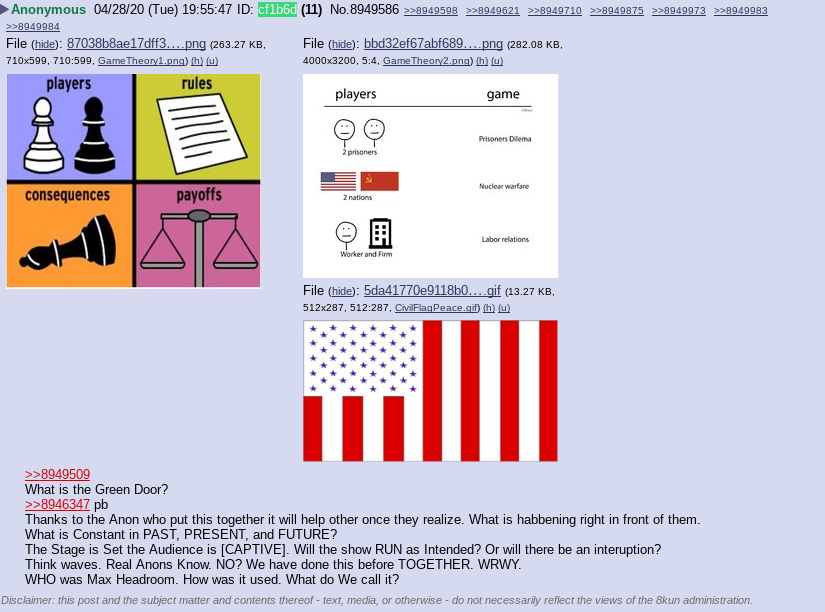 Anonymous 04/28/20 (Tue) 19:55:47 ID: cf1b6d (11) No.8949586 >>8949598 >>8949621 >>8949710 >>8949875 >>8949973 >>8949983
>>8949984
File (hide): 87038b8ae17dff3….png (263.27 KB,
710x599, 710:599, GameTheory1.png) (h) (u)
players
rules
consequences
payoffs
File (hide): bbd32ef67abf689….png (282.08 KB,
4000x3200, 5:4, GameTheory2.png) (h) (u)
players game
2 prisoners
Prisoners Dilema
2 nations
Nuclear warfare
Worker and Firm
Labor relations
File (hide): 5da41770e9118b0….gif (13.27 KB,
512x287, 512:287, CivilFlagPeace.gif) (h) (u)
>>8949509
What is the Green Door?
>>8946347 pb
Thanks to the Anon who put this together it will help other once they realize. What is habbening right in front of them.
What is Constant in PAST, PRESENT, and FUTURE?
The Stage is Set the Audience is [CAPTIVE]. Will the show RUN as Intended? Or will there be an interuption?
Think waves. Real Anons Know. NO? We have done this before TOGETHER. WRWY.
WHO was Max Headroom. How was it used. What do We call it?
Disclaimer: this post and the subject matter and contents thereof - text, media, or otherwise - do not necessarily reflect the views of the 8kun administration.